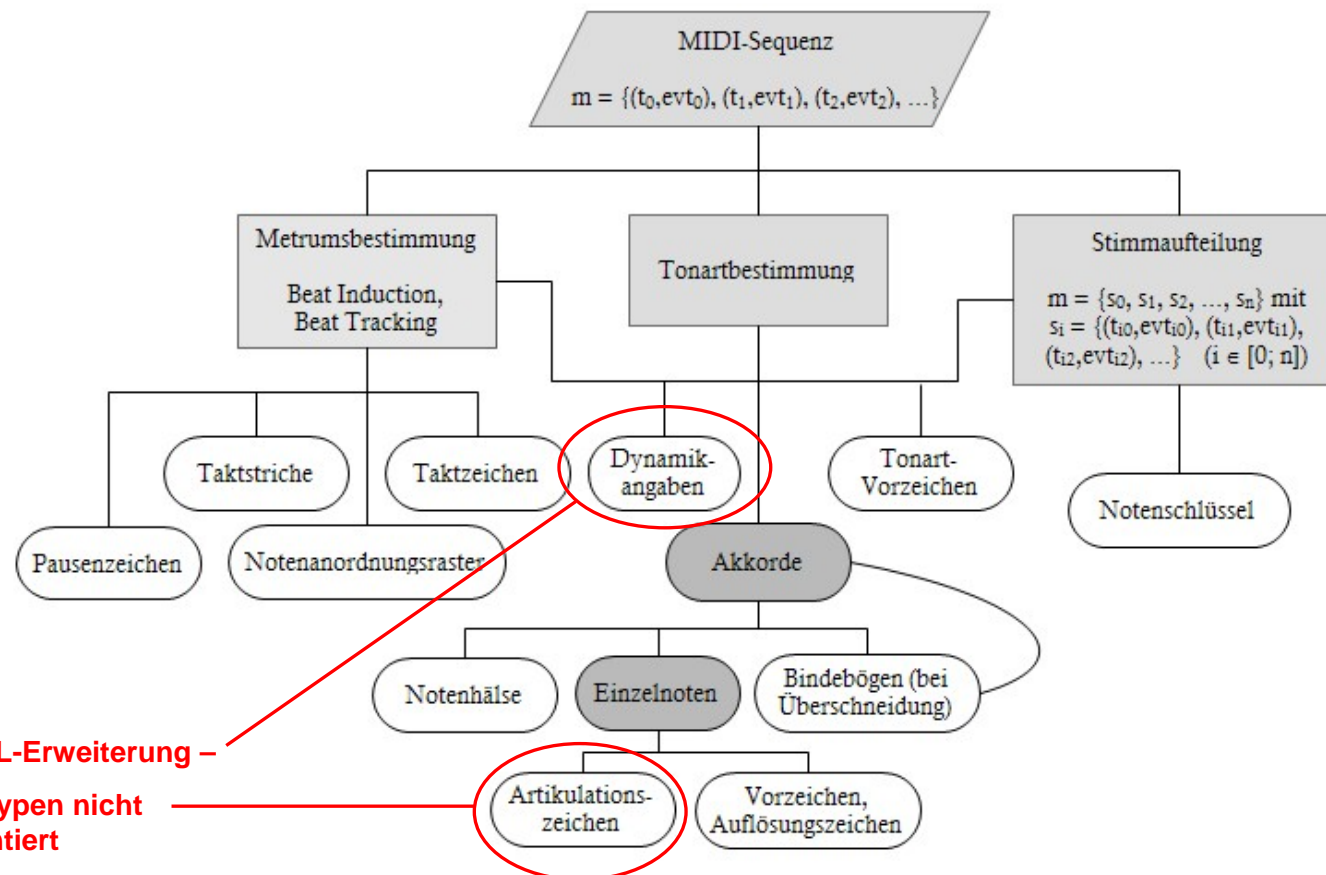 MIDI-Sequenz
m = {(t0,evt0), (t1,evt1), (t2,evt2), …}
Metrumsbestimmung
Beat Induction,
Beat Tracking
Tonartbestimmung
Stimmaufteilung
m = {s0, s1, s2, …, sn} mit
si = {(ti0,evti0), (ti1,evti1),
(ti2,evti2), …} (i ∈ [0; n])
Taktstriche
Taktzeichen
Dynamik-
angaben
Tonart-
Vorzeichen
Notenschlüssel
Pausenzeichen
Notenanordnungsraster
Akkorde
Notenhälse
Einzelnoten
Bindebögen (bei
Überschneidung)
L-Erweiterung –
ypen nicht
ntiert
Artikulations-
zeichen
Vorzeichen,
Auflösungszeichen